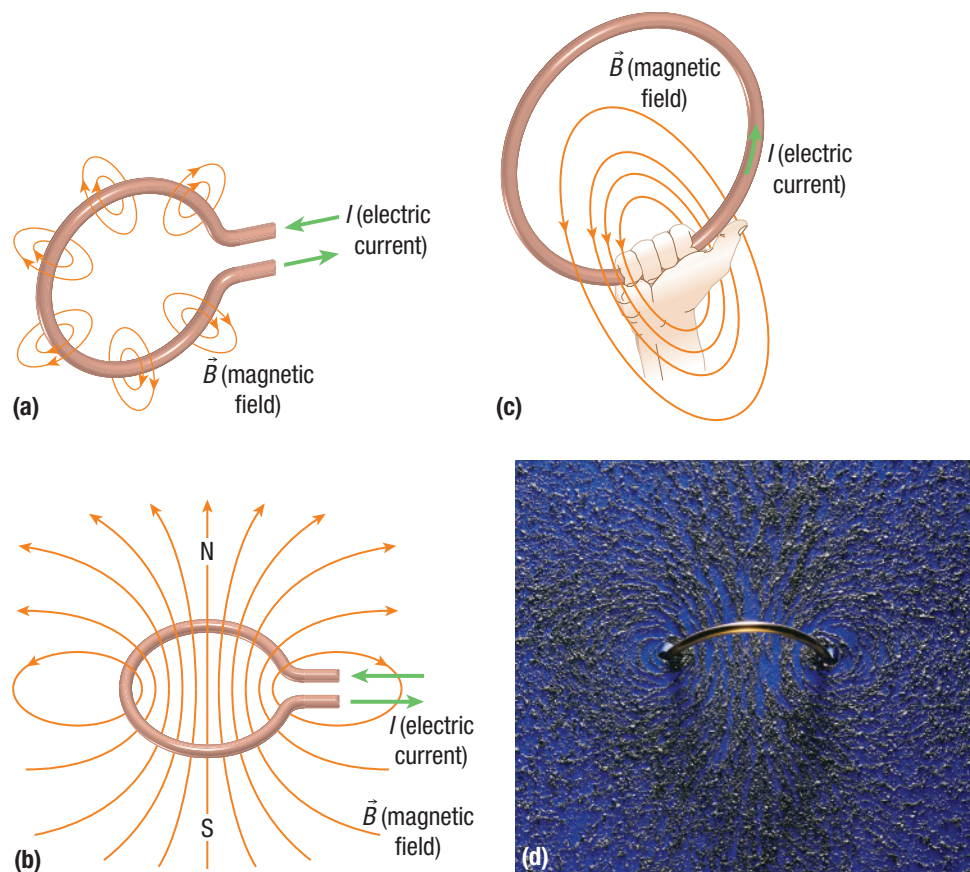 I (electric
current)
B (magnetic
field)
(a)
B (magnetic
field)
I (electric
current)
(c)
N
I (electric
current)
S
B (magnetic
field)
(b)
(d)